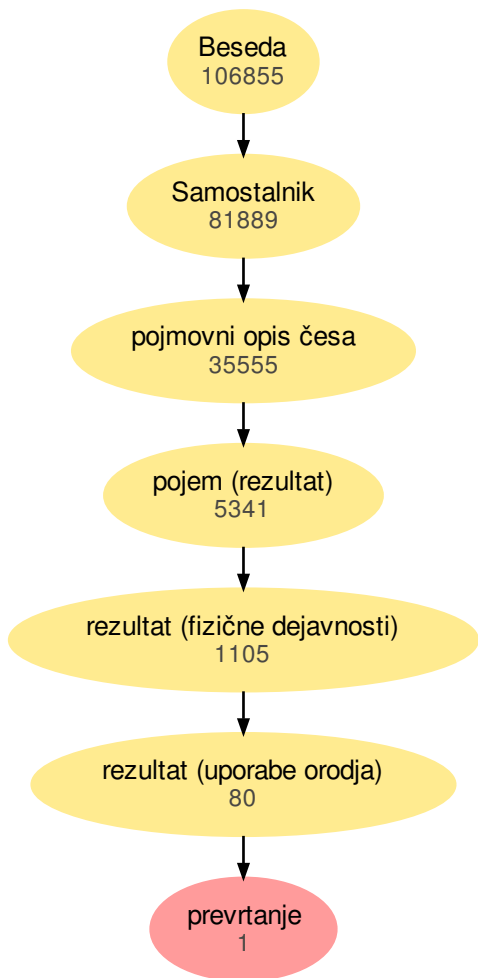 Beseda
106855
Samostalnik
81889
pojmovni opis česa
35555
pojem (rezultat)
5341
rezultat (fizične dejavnosti)
1105
rezultat (uporabe orodja)
80
prevrtanje
1